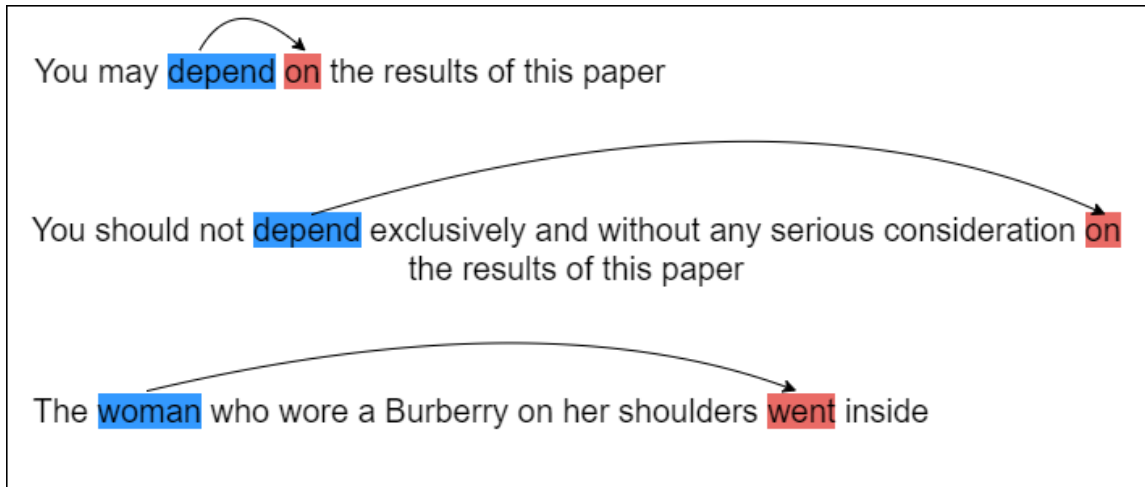 You may depend on the results of this paper
You should not depend exclusively and without any serious consideration on
the results of this paper
The woman who wore a Burberry on her shoulders went inside